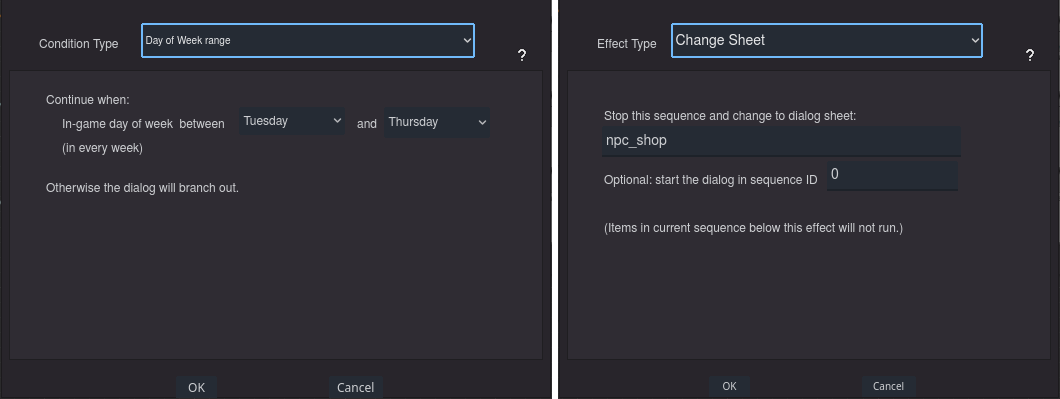 Condition Type Day of Week range
?
Continue when:
In-game day of week between Tuesday and Thursday
(in every week)
Otherwise the dialog will branch out.
OK Cancel
Effect Type Change Sheet
?
Stop this sequence and change to dialog sheet:
npc_shop
Optional: start the dialog in sequence ID 0
(Items in current sequence below this effect will not run.)
OK Cancel